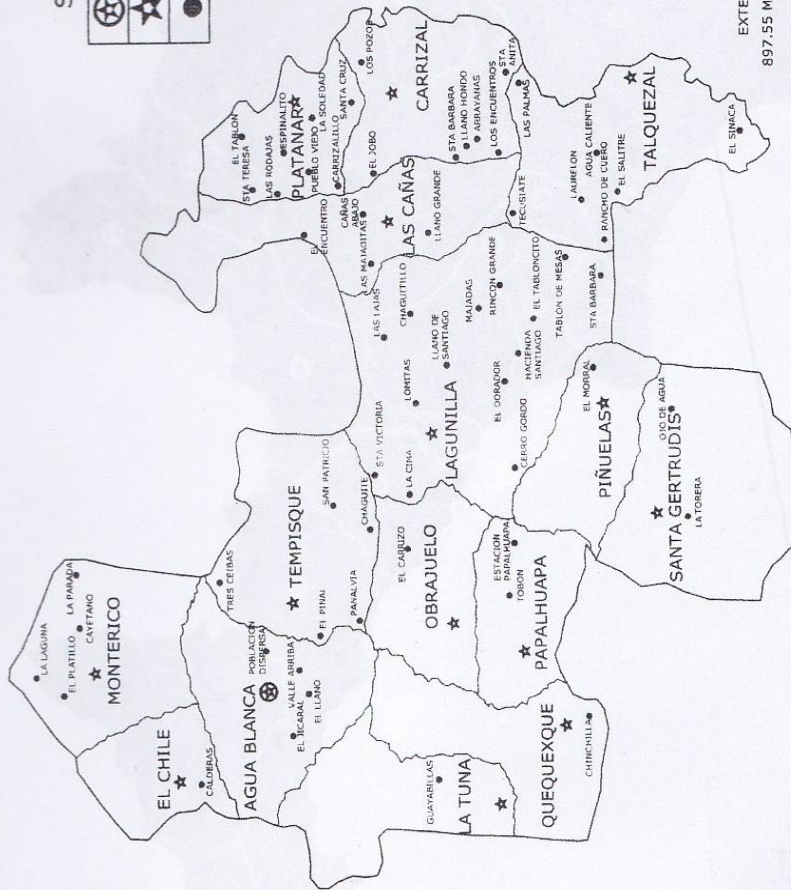 S
LA LAGUNA
EL PLATILLO
LA PARADA
CAYETANO
MONTERICO
EL CHILE
CALDERAS
TRES CEIBAS
TEMPISQUE
SAN PATRICIO
CHAGUITE
EL PINAL
PANALVIA
AGUA BLANCA
POBLACION
DISPERSA
VALLE ARRIBA
EL JICARAL
EL LLANO
GUAYABILLAS
LA TUNA
QUEQUEXQUE
CHINCHILLA
EL CARRIZO
OBRAJUELO
ESTACION
PAPALHUAPA
TOBON
PAPALHUAPA
STA VICTORIA
LA CIMA
LOMITAS
LAS LAJAS
CHAGUITILLO
LLANO DE
SANTIAGO
LAGUNILLA
MAJADAS
RINCON GRANDE
EL DORADOR
CERRO GORDO
HACIENDA
SANTIAGO
EL TABLONCITO
TABLON DE MESAS
STA BARBARA
EL MORRAL
PIÑUELAS
OJO DE AGUA
SANTA GERTRUDIS
LA TORERA
EL TABLON
STA TERESA
LAS RODAJAS
ESPINALITO
PLATANAR
PUEBLO VIEJO
LA SOLEDAD
CARRIZALILLO
SANTA CRUZ
EL ENCUENTRO
CAÑAS
ABAJO
LAS MAJADITAS
LAS CAÑAS
LLANO GRANDE
EL JOBO
LOS POZOR
CARRIZAL
STA BARBARA
LLANO HONDO
ARRAYANAS
LOS ENCUENTROS
STA
ANITA
LAS PALMAS
TECUSIATE
LAURELON
AGUA CALIENTE
RANCHO DE CUERO
EL SALITRE
TALQUEZAL
EL SINACA
EXTE
897.55 M